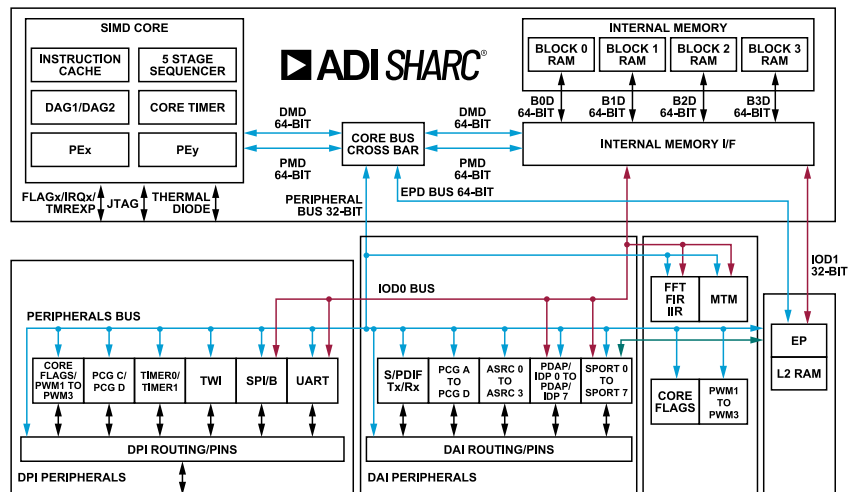 SIMD CORE
INSTRUCTION
CACHE
5 STAGE
SEQUENCER
DAG1/DAG2
CORE TIMER
PEx
PEy
FLAGx/IRQx/
TMREXP
JTAG
THERMAL
DIODE
ADI SHARC®
DMD
64-BIT
PMD
64-BIT
CORE BUS
CROSS BAR
DMD
64-BIT
PMD
64-BIT
INTERNAL MEMORY
BLOCK 0
RAM
BLOCK 1
RAM
BLOCK 2
RAM
BLOCK 3
RAM
B0D
64-BIT
B1D
64-BIT
B2D
64-BIT
B3D
64-BIT
INTERNAL MEMORY I/F
PERIPHERAL
BUS 32-BIT
EPD BUS 64-BIT
IOD1
32-BIT
IOD0 BUS
PERIPHERALS BUS
CORE
FLAGS/
PWM1 TO
PWM3
PCG C/
PCG D
TIMER0/
TIMER1
TWI
SPI/B
UART
DPI ROUTING/PINS
DPI PERIPHERALS
S/PDIF
Tx/Rx
PCG A
TO
PCG D
ASRC 0
TO
ASRC 3
PDAP/
IDP 0 TO
PDAP/
IDP 7
SPORT 0
TO
SPORT 7
DAI ROUTING/PINS
DAI PERIPHERALS
FFT
FIR
IIR
MTM
CORE
FLAGS
PWM1
TO
PWM3
EP
L2 RAM